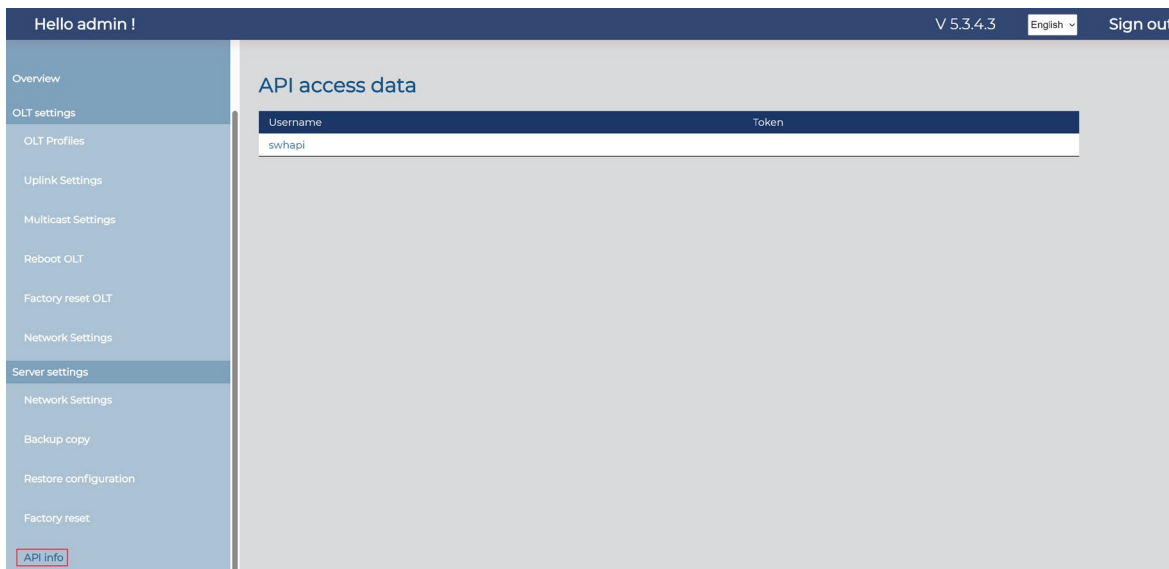 Hello admin !
V 5.3.4.3
English
Sign out
Overview
OLT settings
OLT Profiles
Uplink Settings
Multicast Settings
Reboot OLT
Factory reset OLT
Network Settings
Server settings
Network Settings
Backup copy
Restore configuration
Factory reset
API info
API access data
Username Token
swhapi